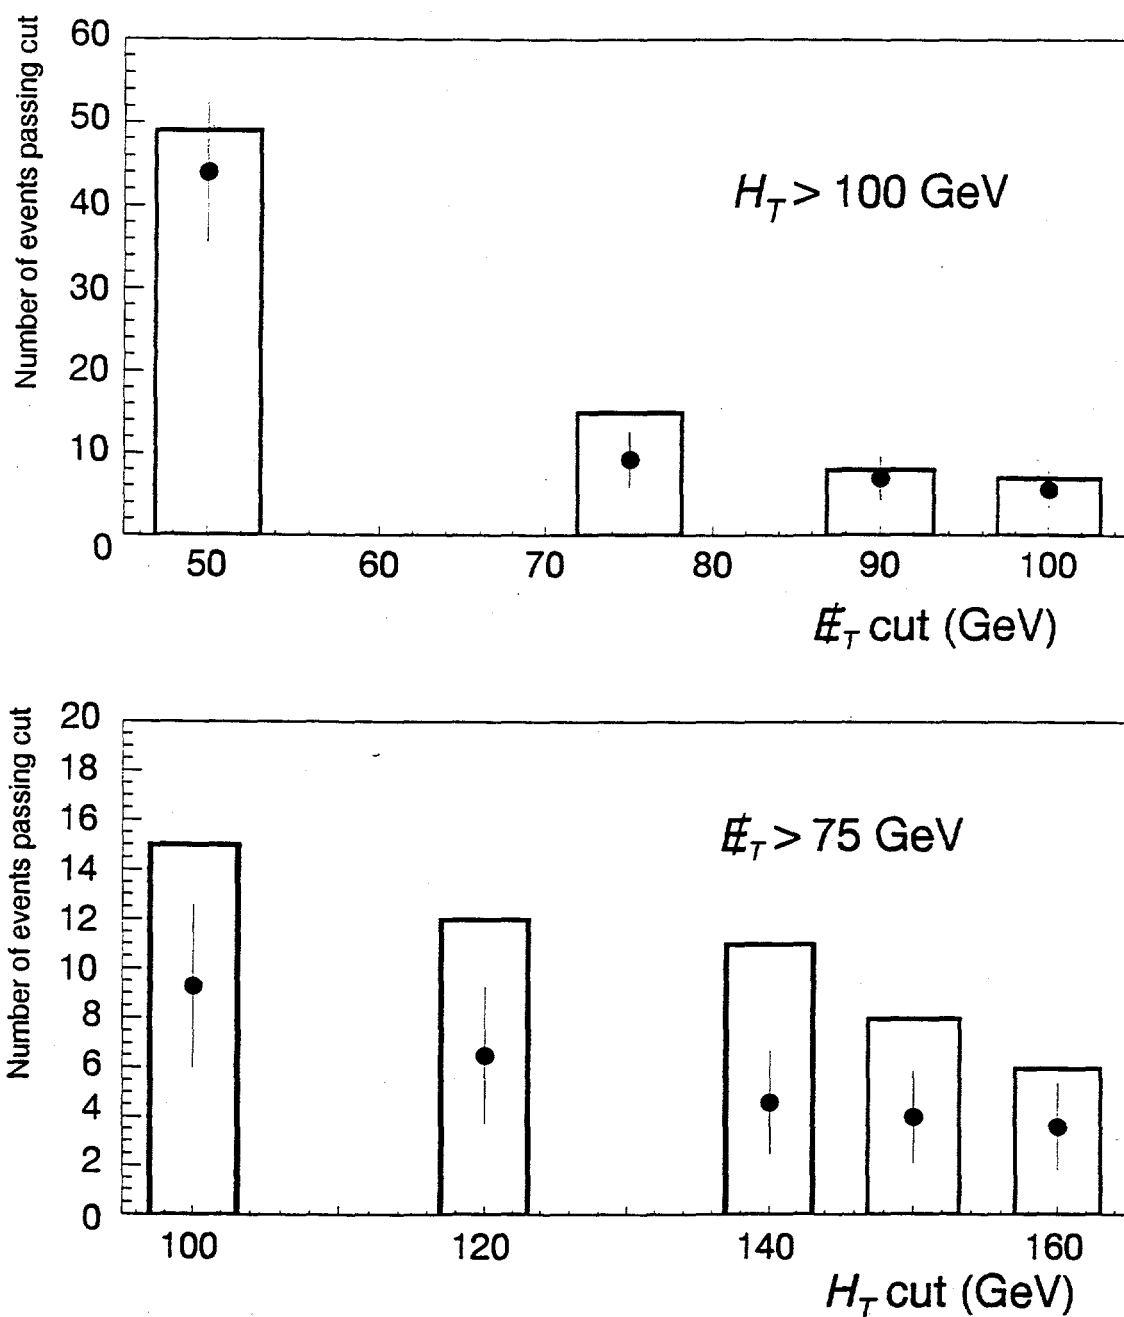 Number of events passing cut
60
50
40
30
20
10
0
H_T > 100 GeV
50 60 70 80 90 100
E̸_T cut (GeV)
Number of events passing cut
20
18
16
14
12
10
8
6
4
2
0
E̸_T > 75 GeV
100 120 140 160
H_T cut (GeV)